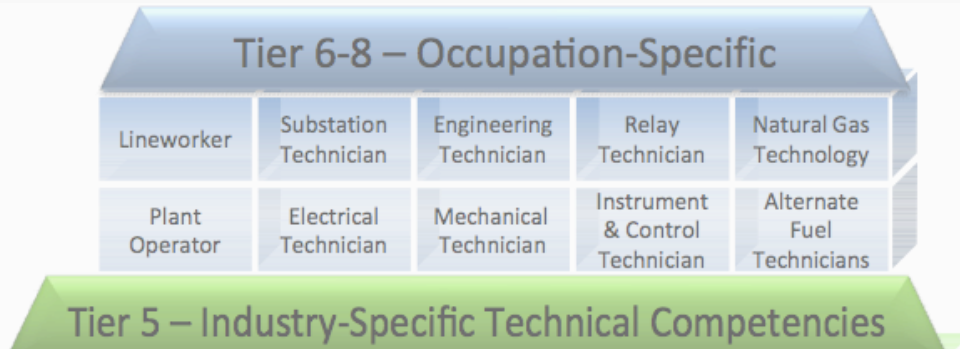 Tier 6-8 – Occupation-Specific
Lineworker
Substation
Technician
Engineering
Technician
Relay
Technician
Natural Gas
Technology
Plant
Operator
Electrical
Technician
Mechanical
Technician
Instrument
& Control
Technician
Alternate
Fuel
Technicians
Tier 5 – Industry-Specific Technical Competencies